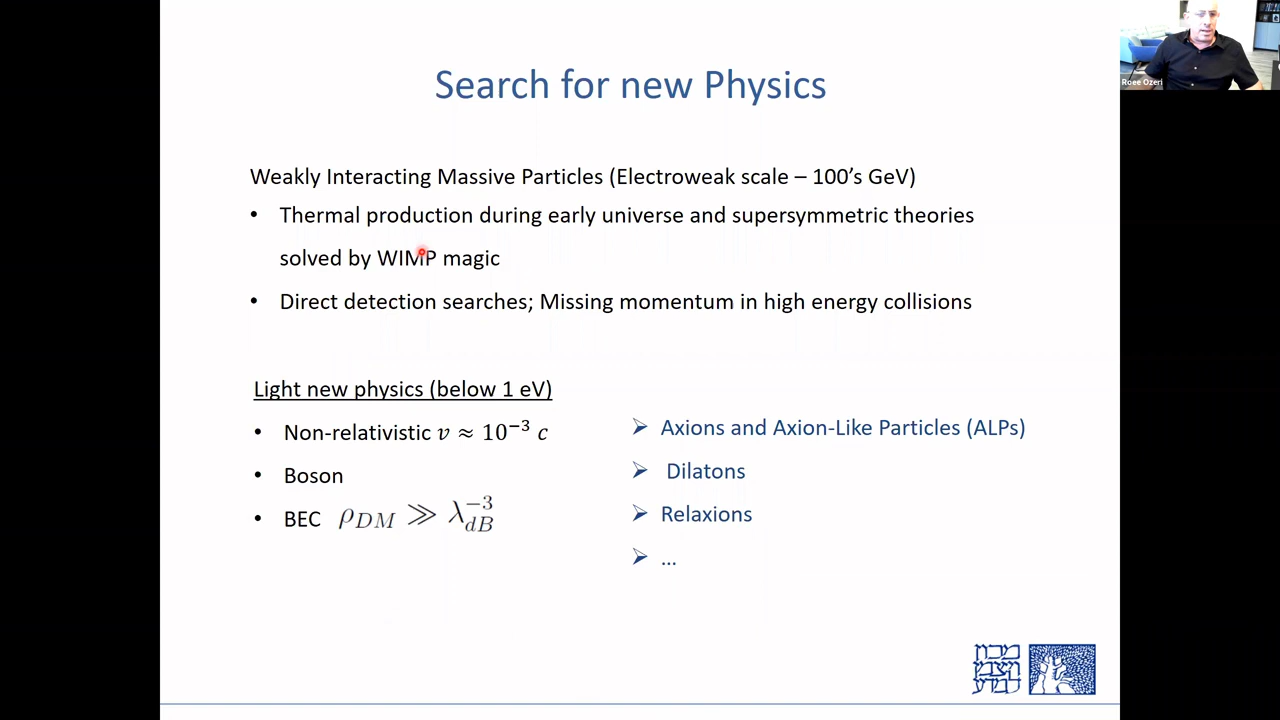 Search for new Physics
Roee Ozeri
Weakly Interacting Massive Particles (Electroweak scale – 100’s GeV)
• Thermal production during early universe and supersymmetric theories
solved by WIMP magic
• Direct detection searches; Missing momentum in high energy collisions
Light new physics (below 1 eV)
• Non-relativistic v ≈ 10⁻³ c
• Boson
• BEC ρ_DM ≫ λ_dB⁻³
➢ Axions and Axion-Like Particles (ALPs)
➢ Dilatons
➢ Relaxions
➢ ...
מכון
ויצמן
למדע